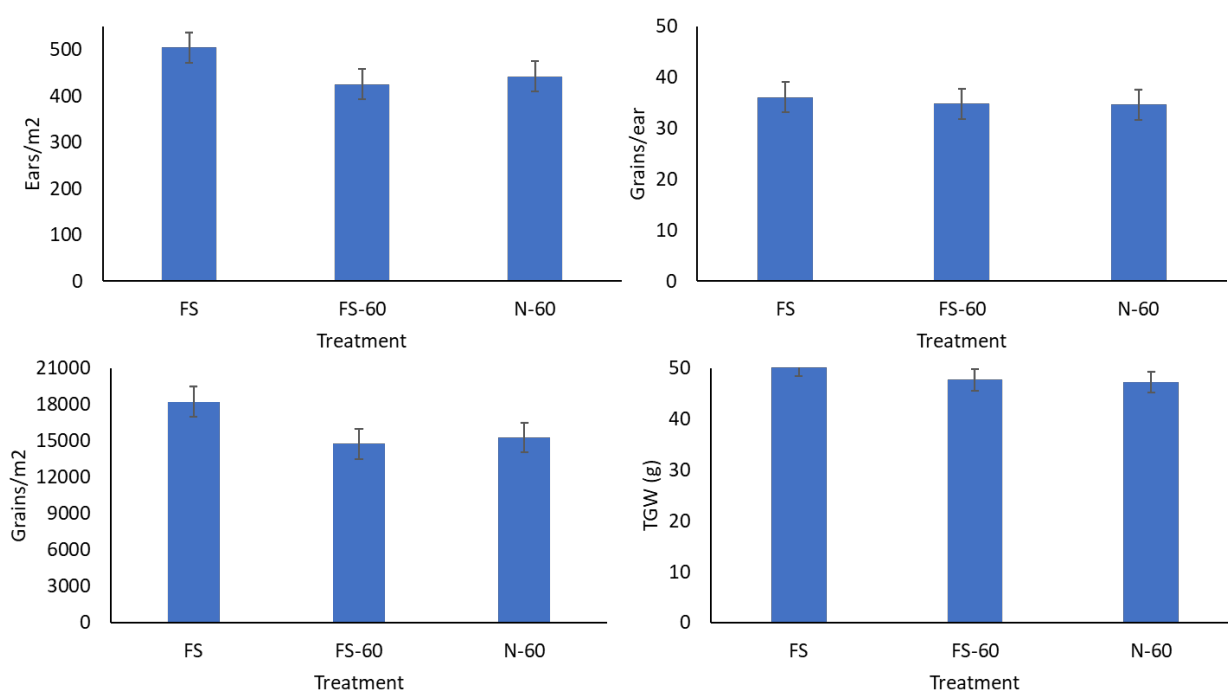 Ears/m2
500
400
300
200
100
0
FS FS-60 N-60
Treatment
Grains/ear
50
40
30
20
10
0
FS FS-60 N-60
Treatment
Grains/m2
21000
18000
15000
12000
9000
6000
3000
0
FS FS-60 N-60
Treatment
TGW (g)
50
40
30
20
10
0
FS FS-60 N-60
Treatment